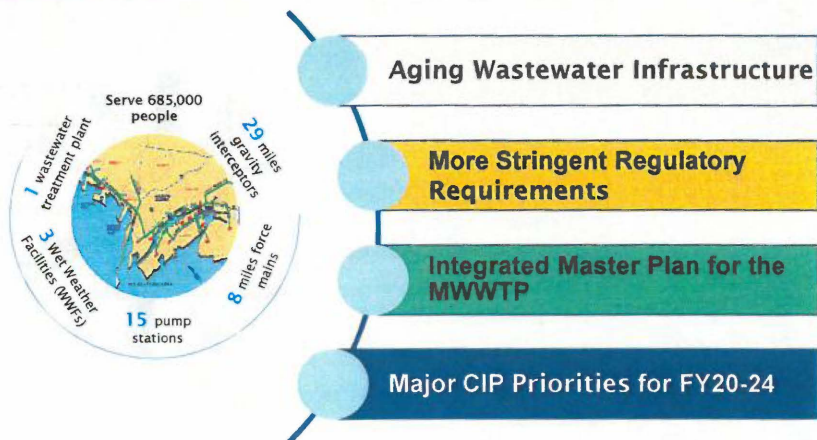 Serve 685,000
people
29 miles
gravity
interceptors
8 miles force
mains
15 pump
stations
3 Wet Weather
Facilities (WWFs)
1 wastewater
treatment plant
Aging Wastewater Infrastructure
More Stringent Regulatory
Requirements
Integrated Master Plan for the
MWWTP
Major CIP Priorities for FY20-24